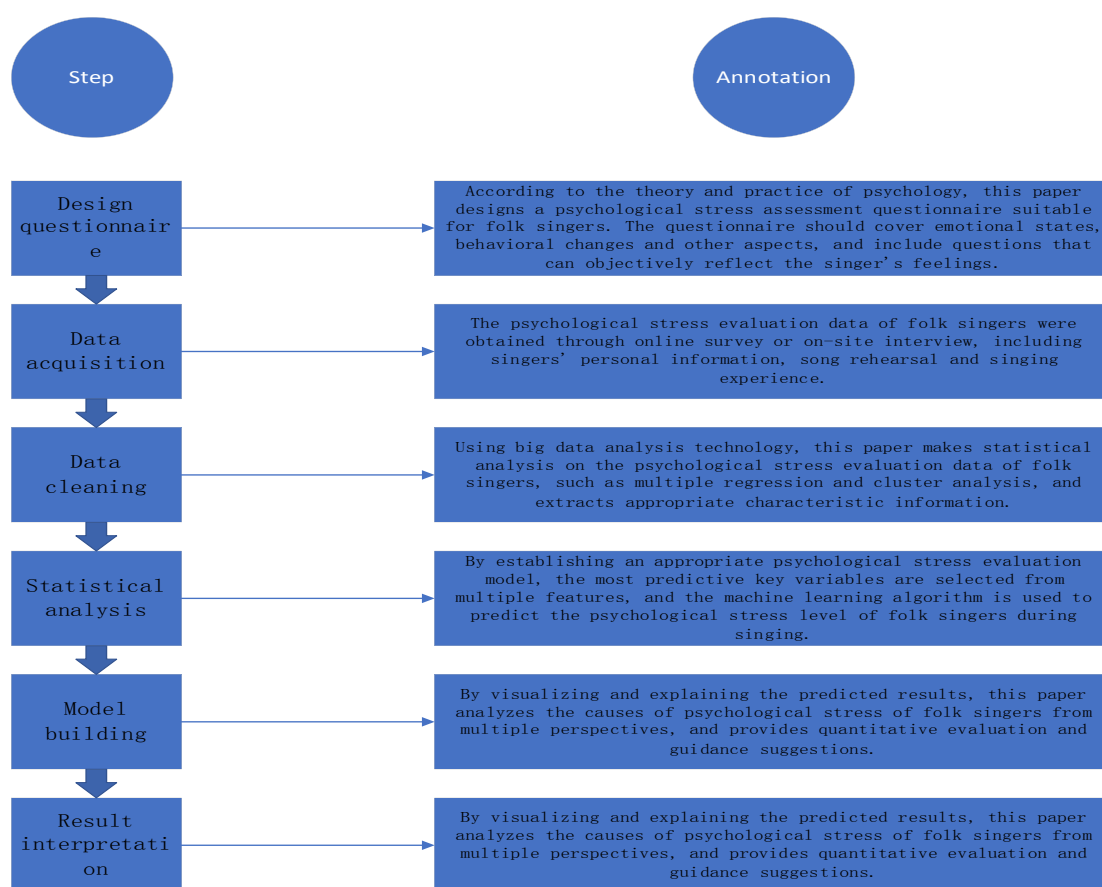 Step
Annotation
Design
questionnair
e
According to the theory and practice of psychology, this paper
designs a psychological stress assessment questionnaire suitable
for folk singers. The questionnaire should cover emotional states,
behavioral changes and other aspects, and include questions that
can objectively reflect the singer's feelings.
Data
acquisition
The psychological stress evaluation data of folk singers were
obtained through online survey or on-site interview, including
singers' personal information, song rehearsal and singing
experience.
Data
cleaning
Using big data analysis technology, this paper makes statistical
analysis on the psychological stress evaluation data of folk
singers, such as multiple regression and cluster analysis, and
extracts appropriate characteristic information.
Statistical
analysis
By establishing an appropriate psychological stress evaluation
model, the most predictive key variables are selected from
multiple features, and the machine learning algorithm is used to
predict the psychological stress level of folk singers during
singing.
Model
building
By visualizing and explaining the predicted results, this paper
analyzes the causes of psychological stress of folk singers from
multiple perspectives, and provides quantitative evaluation and
guidance suggestions.
Result
interpretati
on
By visualizing and explaining the predicted results, this paper
analyzes the causes of psychological stress of folk singers from
multiple perspectives, and provides quantitative evaluation and
guidance suggestions.